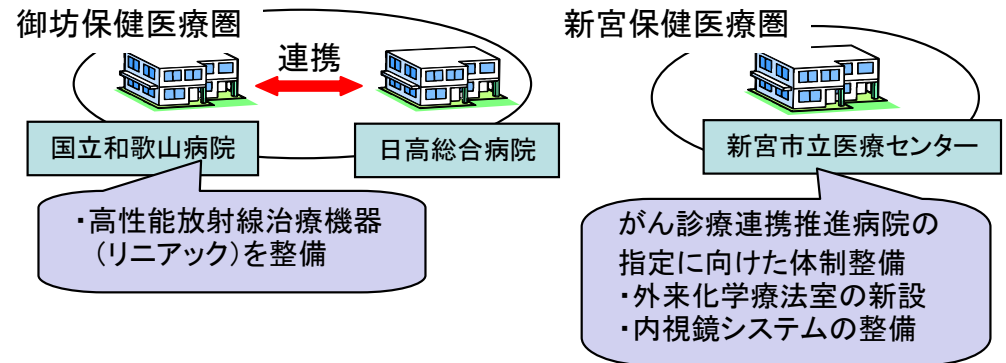 御坊保健医療圏
連携
国立和歌山病院
日高総合病院
・高性能放射線治療機器
(リニアック)を整備
新宮保健医療圏
新宮市立医療センター
がん診療連携推進病院の
指定に向けた体制整備
・外来化学療法室の新設
・内視鏡システムの整備